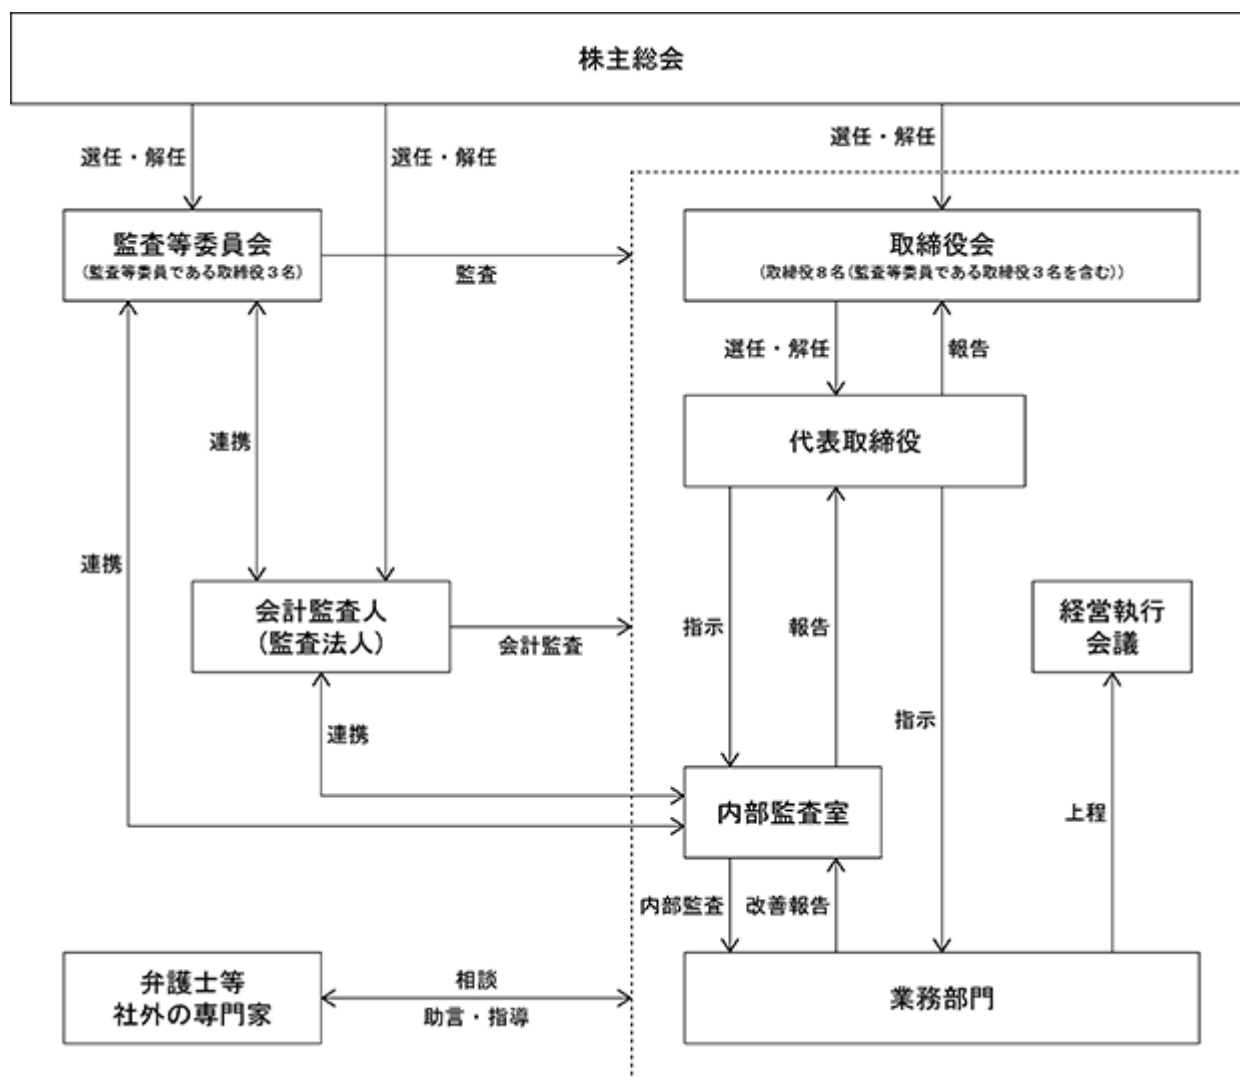 株主総会
選任・解任
選任・解任
選任・解任
監査等委員会
(監査等委員である取締役3名)
監査
取締役会
(取締役8名(監査等委員である取締役3名を含む))
選任・解任
報告
代表取締役
連携
連携
会計監査人
(監査法人)
会計監査
指示
報告
経営執行
会議
連携
指示
内部監査室
上程
内部監査
改善報告
弁護士等
社外の専門家
相談
助言・指導
業務部門